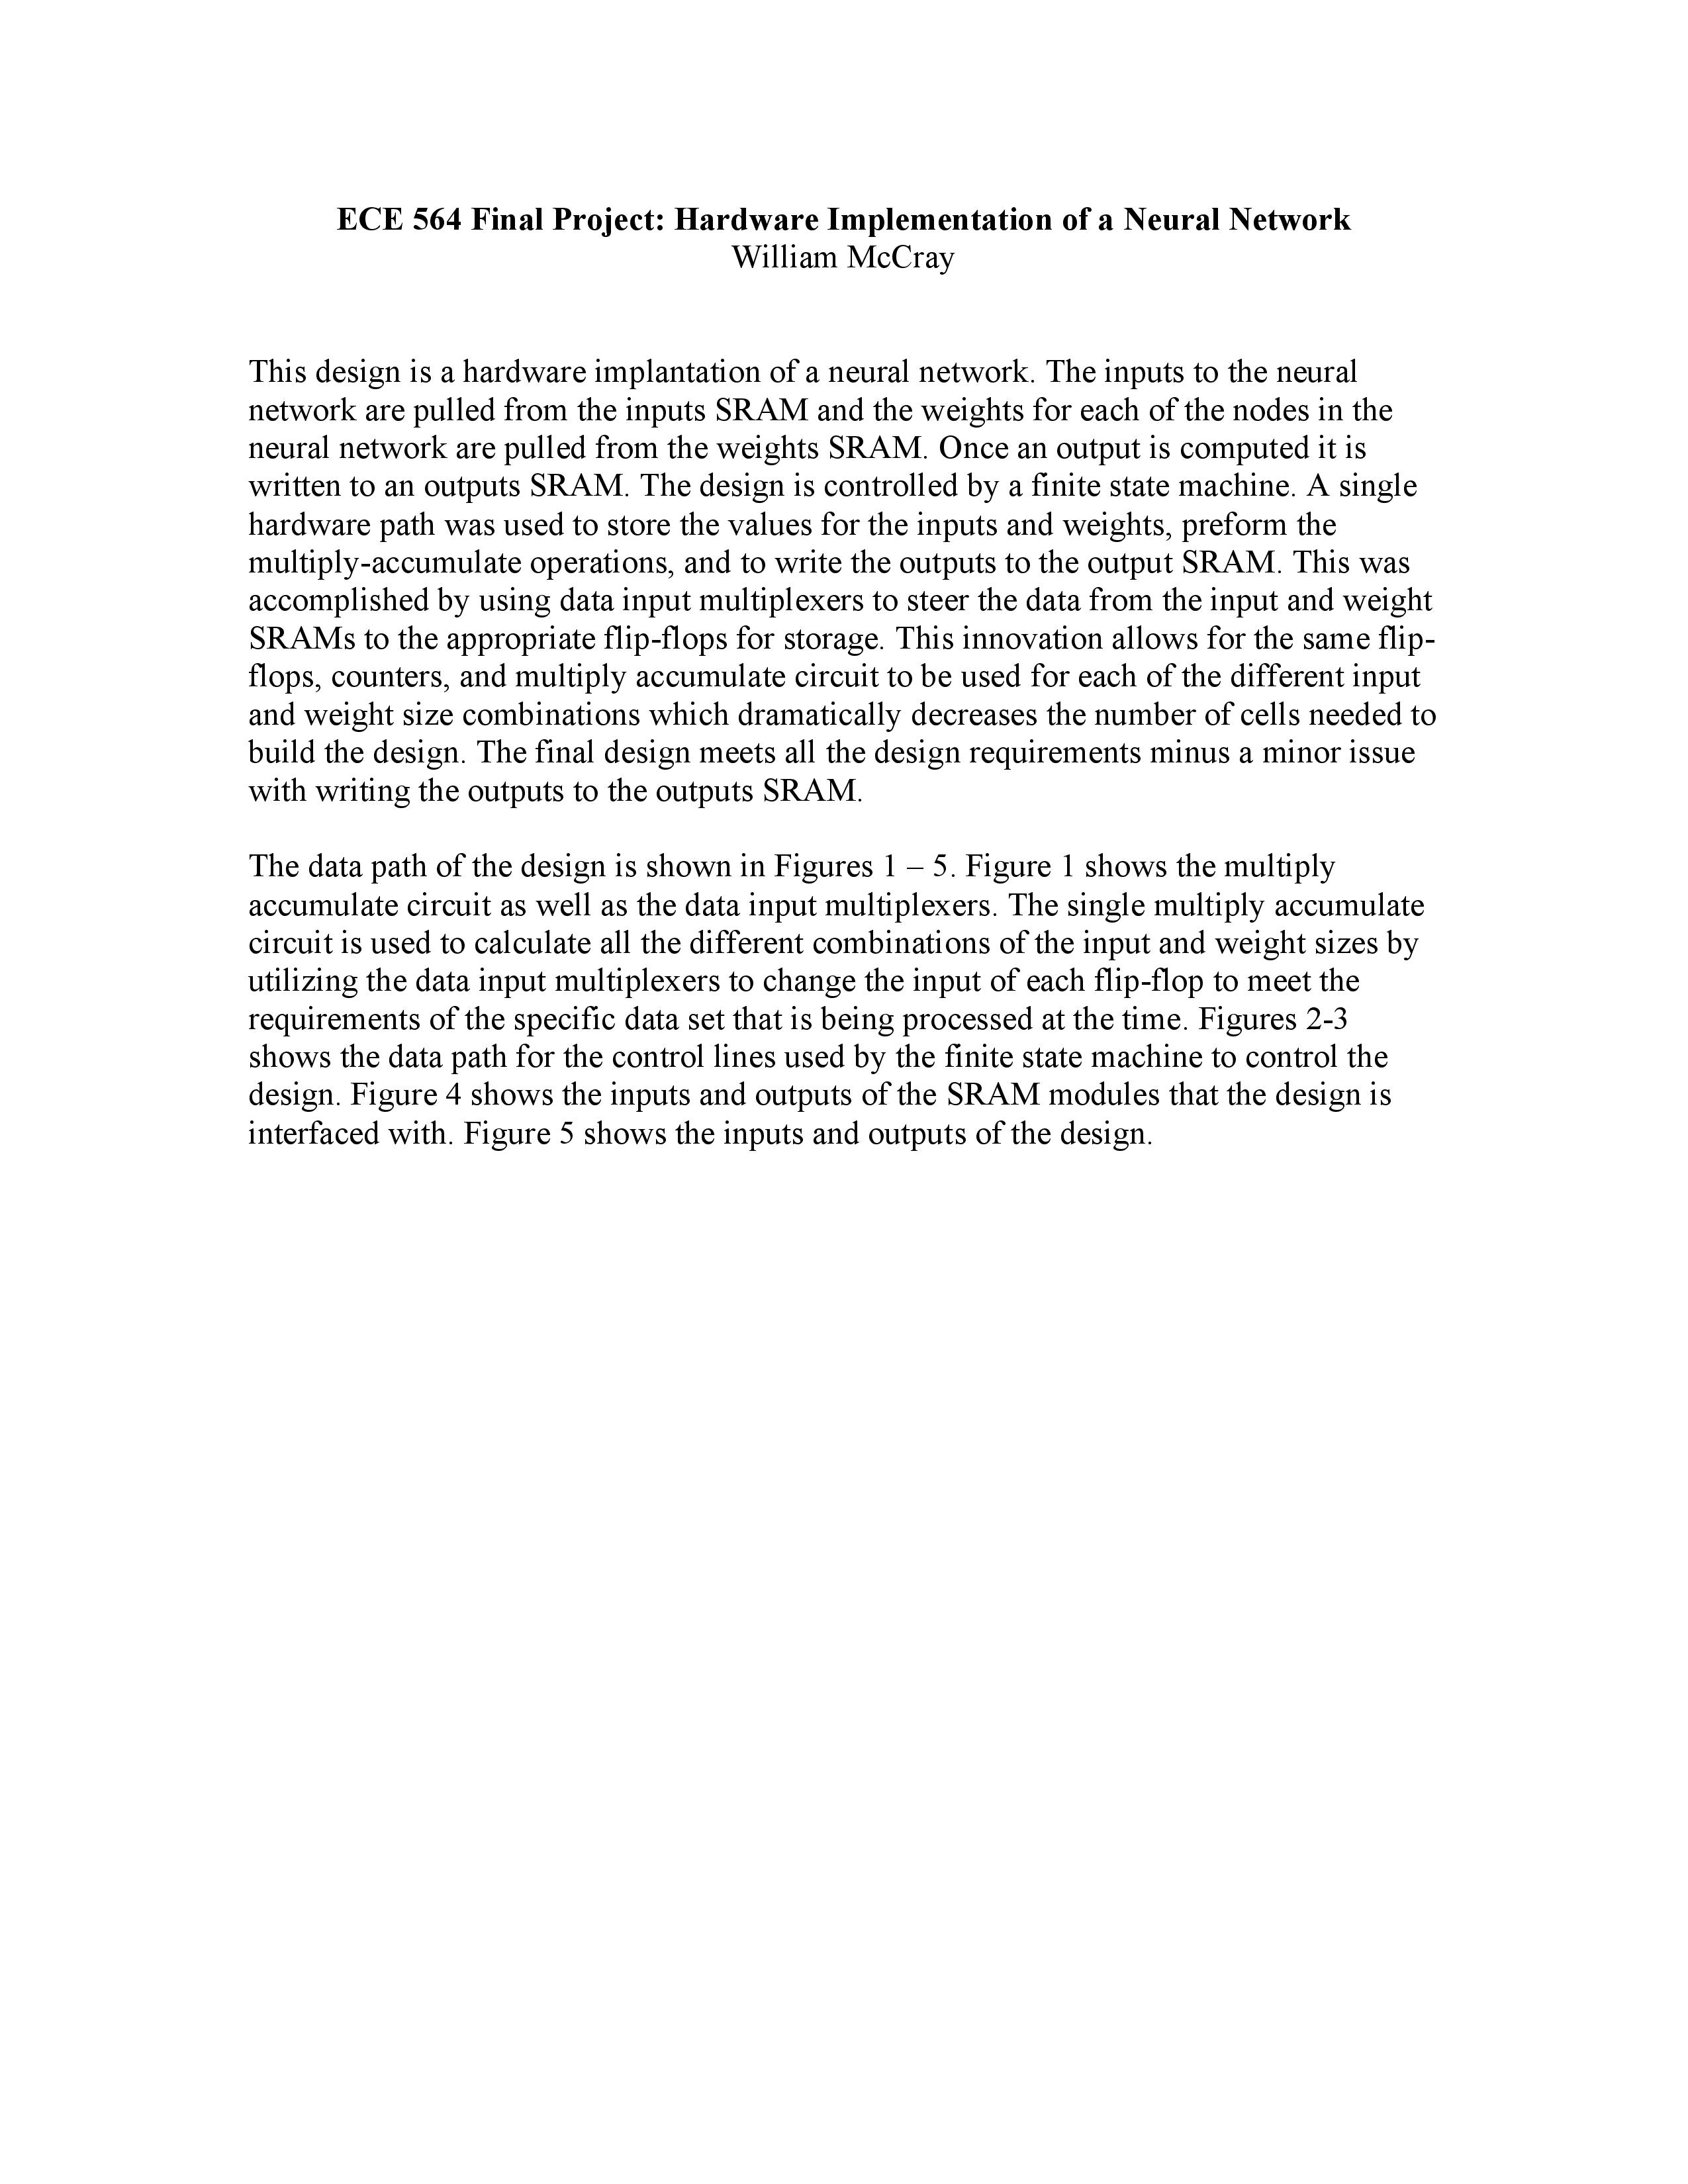 ECE 564 Final Project: Hardware Implementation of a Neural Network
William McCray
This design is a hardware implantation of a neural network. The inputs to the neural
network are pulled from the inputs SRAM and the weights for each of the nodes in the
neural network are pulled from the weights SRAM. Once an output is computed it is
written to an outputs SRAM. The design is controlled by a finite state machine. A single
hardware path was used to store the values for the inputs and weights, preform the
multiply-accumulate operations, and to write the outputs to the output SRAM. This was
accomplished by using data input multiplexers to steer the data from the input and weight
SRAMs to the appropriate flip-flops for storage. This innovation allows for the same flip-
flops, counters, and multiply accumulate circuit to be used for each of the different input
and weight size combinations which dramatically decreases the number of cells needed to
build the design. The final design meets all the design requirements minus a minor issue
with writing the outputs to the outputs SRAM.
The data path of the design is shown in Figures 1 – 5. Figure 1 shows the multiply
accumulate circuit as well as the data input multiplexers. The single multiply accumulate
circuit is used to calculate all the different combinations of the input and weight sizes by
utilizing the data input multiplexers to change the input of each flip-flop to meet the
requirements of the specific data set that is being processed at the time. Figures 2-3
shows the data path for the control lines used by the finite state machine to control the
design. Figure 4 shows the inputs and outputs of the SRAM modules that the design is
interfaced with. Figure 5 shows the inputs and outputs of the design.